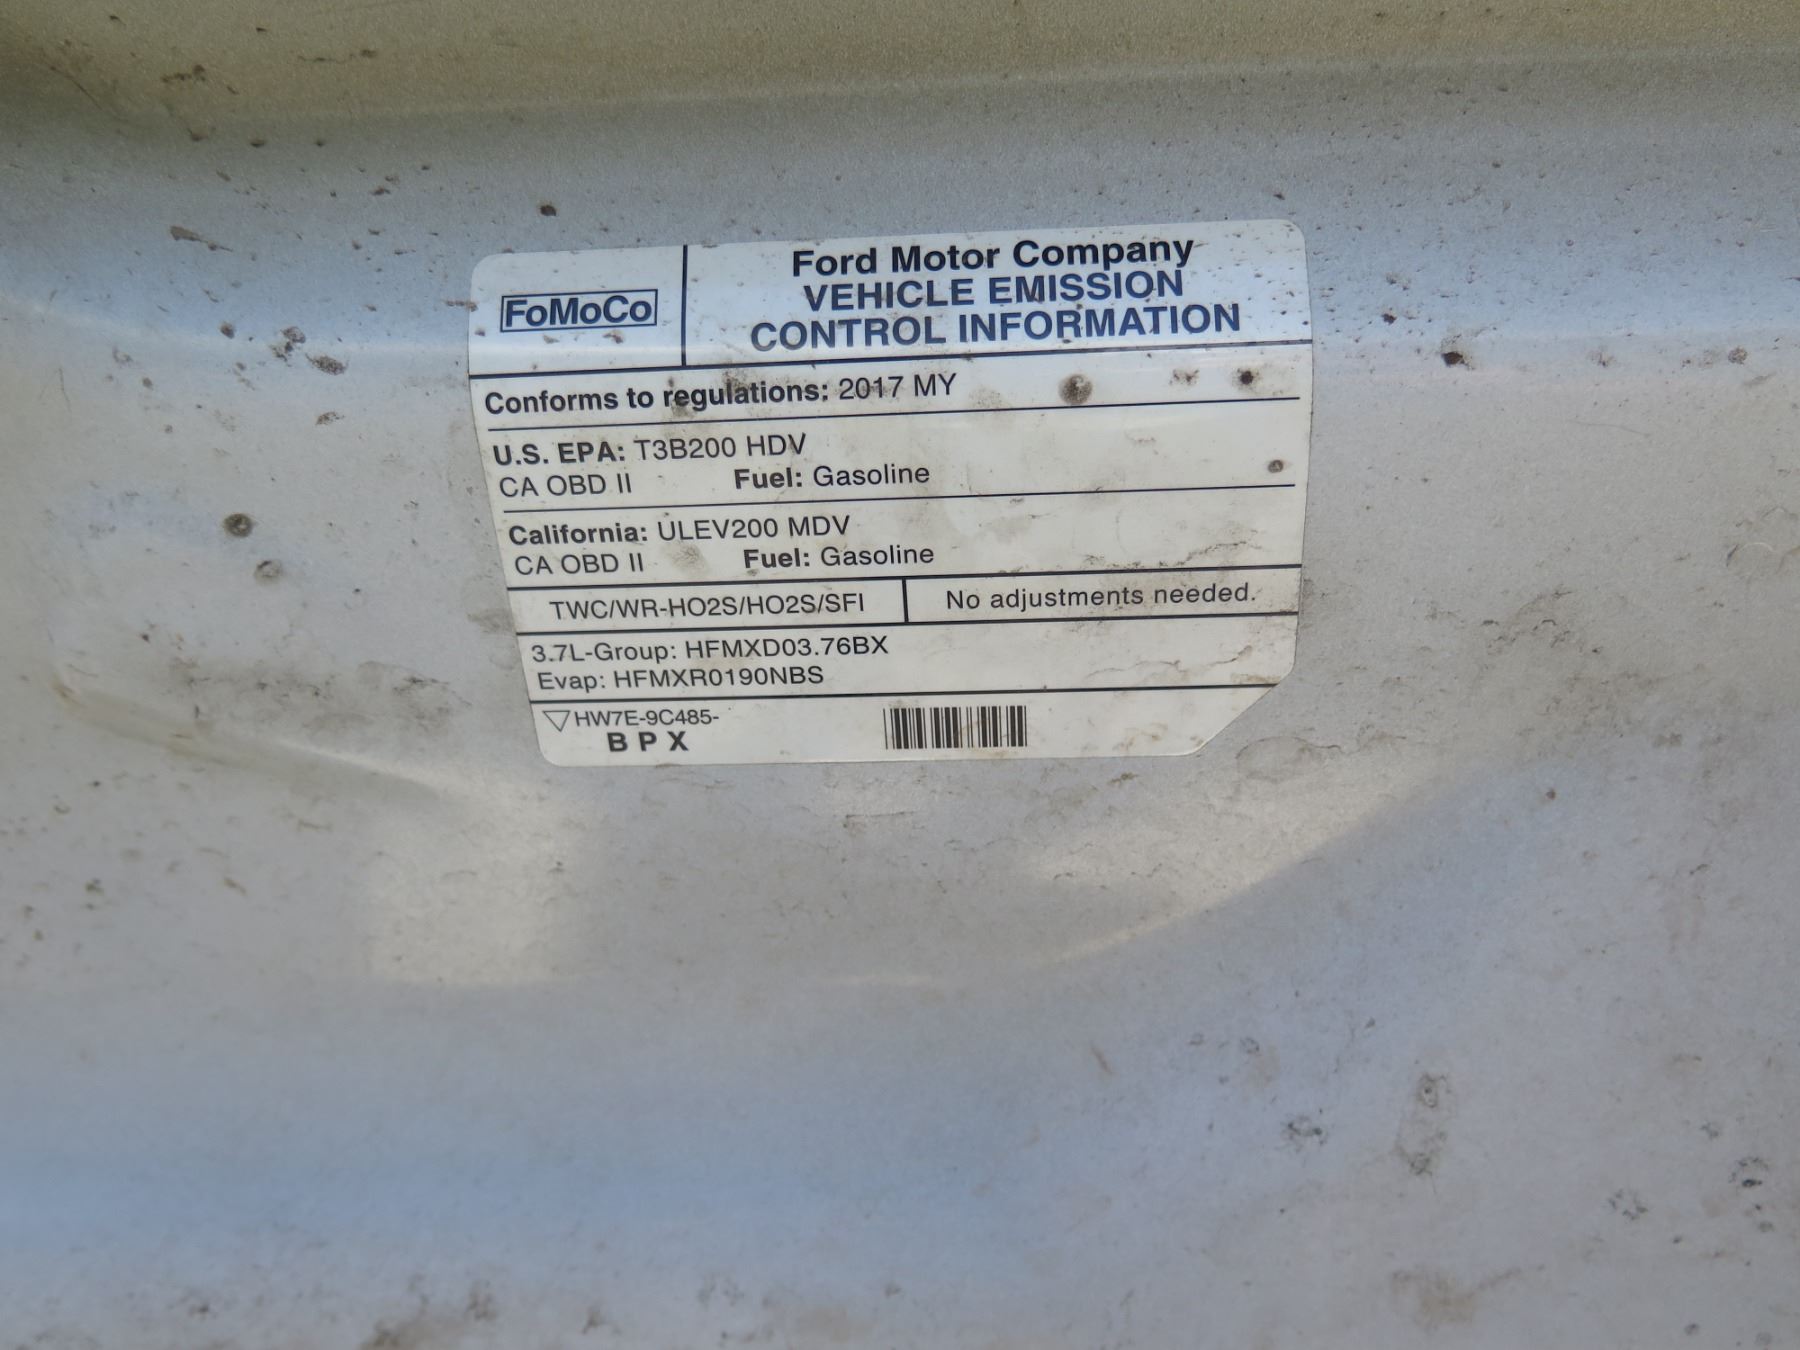 FoMoCo
Ford Motor Company
VEHICLE EMISSION
CONTROL INFORMATION
Conforms to regulations: 2017 MY
U.S. EPA: T3B200 HDV
CA OBD II Fuel: Gasoline
California: ULEV200 MDV
CA OBD II Fuel: Gasoline
TWC/WR-HO2S/HO2S/SFI No adjustments needed.
3.7L-Group: HFMXD03.76BX
Evap: HFMXR0190NBS
HW7E-9C485-
B P X